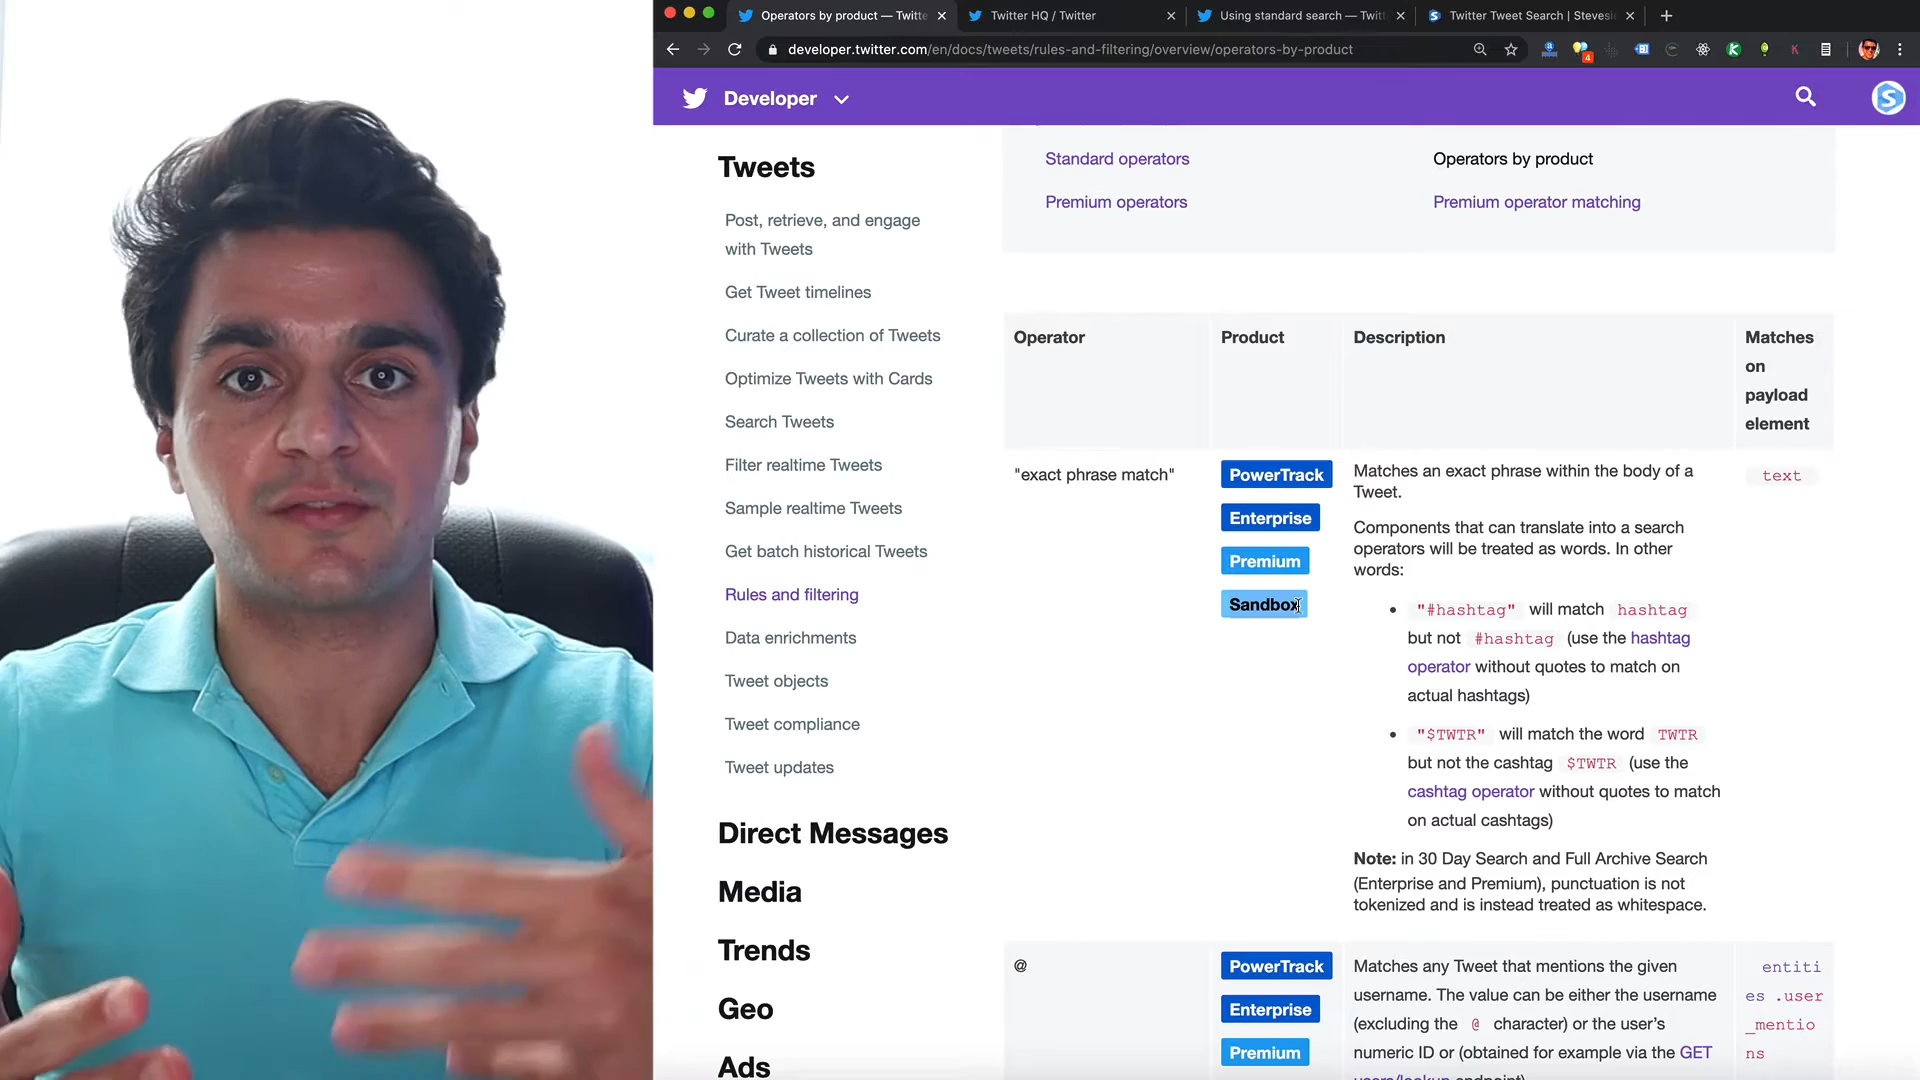 Operators by product — Twitte
Twitter HQ / Twitter
Using standard search — Twitt
Twitter Tweet Search | Stevesi
developer.twitter.com/en/docs/tweets/rules-and-filtering/overview/operators-by-product
4
Developer
Tweets
Post, retrieve, and engage
with Tweets
Get Tweet timelines
Curate a collection of Tweets
Optimize Tweets with Cards
Search Tweets
Filter realtime Tweets
Sample realtime Tweets
Get batch historical Tweets
Rules and filtering
Data enrichments
Tweet objects
Tweet compliance
Tweet updates
Direct Messages
Media
Trends
Geo
Ads
Standard operators
Operators by product
Premium operators
Premium operator matching
Operator
Product
Description
Matches
on
payload
element
"exact phrase match"
PowerTrack
Enterprise
Premium
Sandbox
Matches an exact phrase within the body of a
Tweet.
Components that can translate into a search
operators will be treated as words. In other
words:
• "#hashtag" will match hashtag
but not #hashtag (use the hashtag
operator without quotes to match on
actual hashtags)
• "$TWTR" will match the word TWTR
but not the cashtag $TWTR (use the
cashtag operator without quotes to match
on actual cashtags)
Note: in 30 Day Search and Full Archive Search
(Enterprise and Premium), punctuation is not
tokenized and is instead treated as whitespace.
text
@
PowerTrack
Enterprise
Premium
Matches any Tweet that mentions the given
username. The value can be either the username
(excluding the @ character) or the user's
numeric ID or (obtained for example via the GET
users/lookup endpoint)
entiti
es .user
_mentio
ns